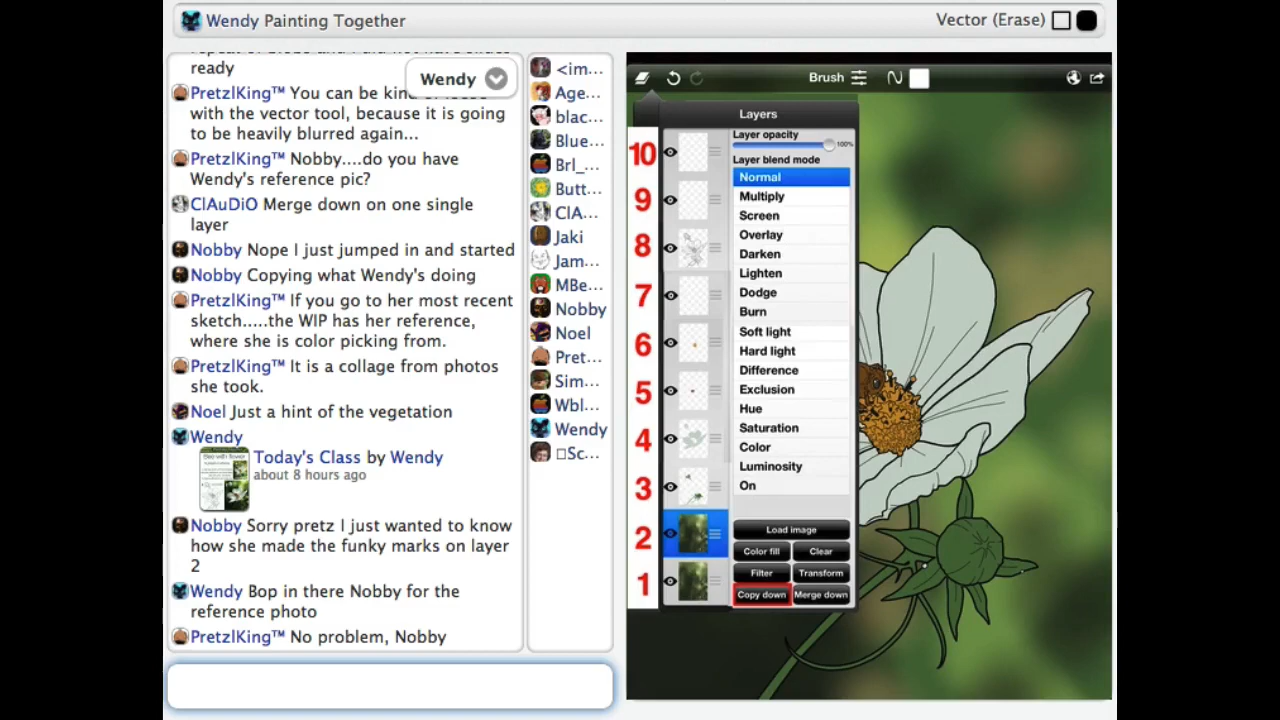 Wendy Painting Together
Vector (Erase)
ready
Wendy
PretzlKing™ You can be
with the vector tool, because it is going
to be heavily blurred again...
PretzlKing™ Nobby....do you have
Wendy's reference pic?
ClAuDiO Merge down on one single
layer
Nobby Nope I just jumped in and started
Nobby Copying what Wendy's doing
PretzlKing™ If you go to her most recent
sketch.....the WIP has her reference,
where she is color picking from.
PretzlKing™ It is a collage from photos
she took.
Noel Just a hint of the vegetation
Wendy
Today's Class by Wendy
about 8 hours ago
Nobby Sorry pretz I just wanted to know
how she made the funky marks on layer
2
Wendy Bop in there Nobby for the
reference photo
PretzlKing™ No problem, Nobby
<im...
Age...
blac...
Blue...
Brl_...
Butt...
ClA...
Jaki
Jam...
MBe...
Nobby
Noel
Pret...
Sim...
Wbl...
Wendy
Sc...
Brush
Layers
10
9
8
7
6
5
4
3
2
1
Layer opacity
100%
Layer blend mode
Normal
Multiply
Screen
Overlay
Darken
Lighten
Dodge
Burn
Soft light
Hard light
Difference
Exclusion
Hue
Saturation
Color
Luminosity
On
Load image
Color fill Clear
Filter Transform
Copy down Merge down